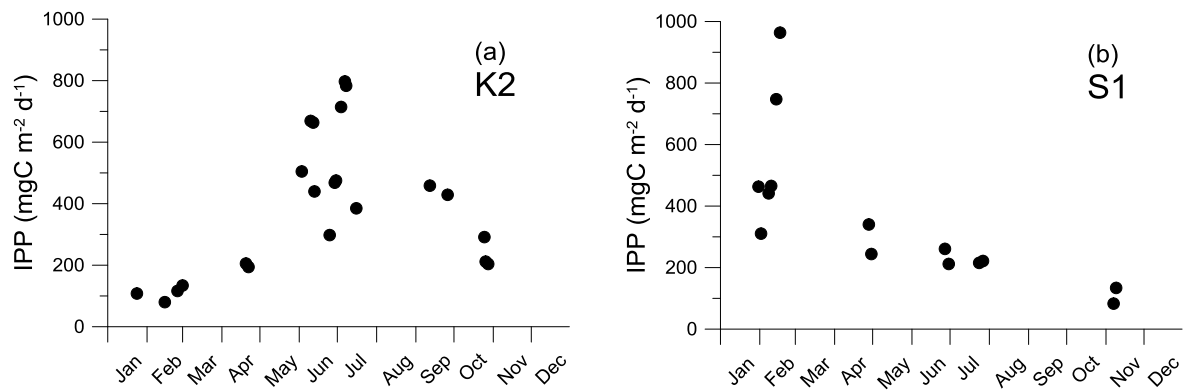 1000
800
600
400
200
0
IPP (mgC m⁻² d⁻¹)
(a)
K2
Jan Feb Mar Apr May Jun Jul Aug Sep Oct Nov Dec
1000
800
600
400
200
0
IPP (mgC m⁻² d⁻¹)
(b)
S1
Jan Feb Mar Apr May Jun Jul Aug Sep Oct Nov Dec